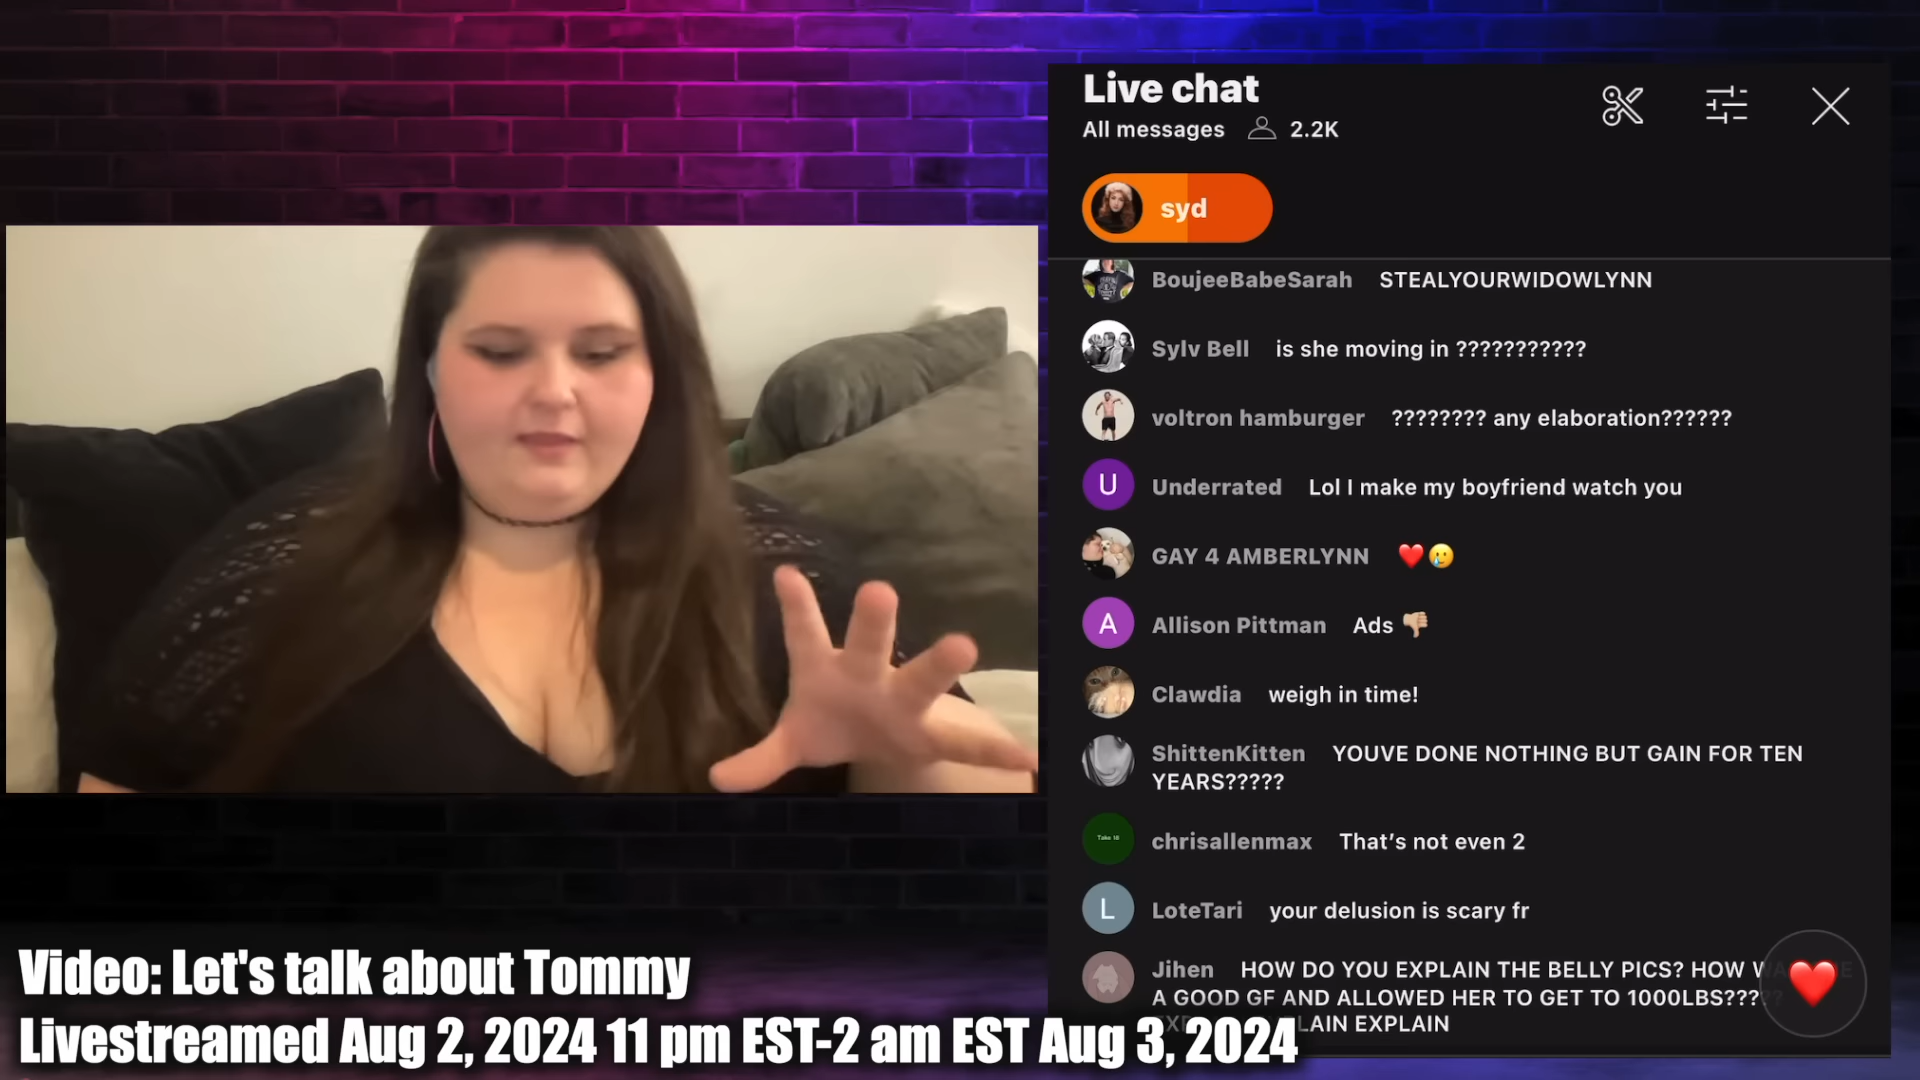 Live chat
All messages 2.2K
syd
BoujeeBabeSarah STEALYOURWIDOWLYNN
Sylv Bell is she moving in ???????????
voltron hamburger ???????? any elaboration??????
U Underrated Lol I make my boyfriend watch you
GAY 4 AMBERLYNN ❤️🥲
A Allison Pittman Ads 👎🏼
Clawdia weigh in time!
ShittenKitten YOUVE DONE NOTHING BUT GAIN FOR TEN
YEARS?????
Take 10
chrisallenmax That’s not even 2
L LoteTari your delusion is scary fr
Jihen HOW DO YOU EXPLAIN THE BELLY PICS? HOW
A GOOD GF AND ALLOWED HER TO GET TO 1000LBS????
EXPLAIN
Video: Let's talk about Tommy
Livestreamed Aug 2, 2024 11 pm EST-2 am EST Aug 3, 2024